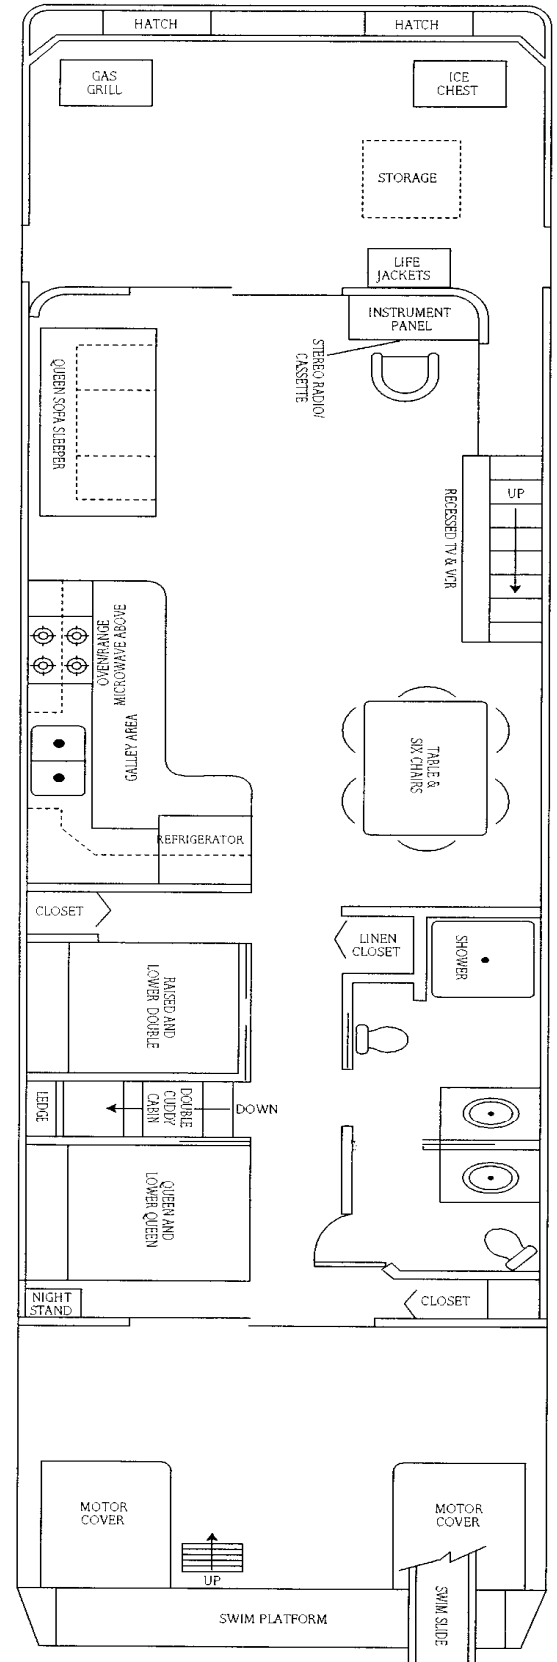 HATCH
HATCH
GAS
GRILL
ICE
CHEST
STORAGE
LIFE
JACKETS
INSTRUMENT
PANEL
STEREO RADIO/
CASSETTE
QUEEN SOFA SLEEPER
UP
RECESSED TV & VCR
OVEN/RANGE
MICROWAVE ABOVE
GALLEY AREA
TABLE &
SIX CHAIRS
REFRIGERATOR
CLOSET
LINEN
CLOSET
SHOWER
RAISED AND
LOWER DOUBLE
LEDGE
DOUBLE
CUDDY
CABIN
DOWN
QUEEN AND
LOWER QUEEN
NIGHT
STAND
CLOSET
MOTOR
COVER
MOTOR
COVER
UP
SWIM PLATFORM
SWIM SLIDE